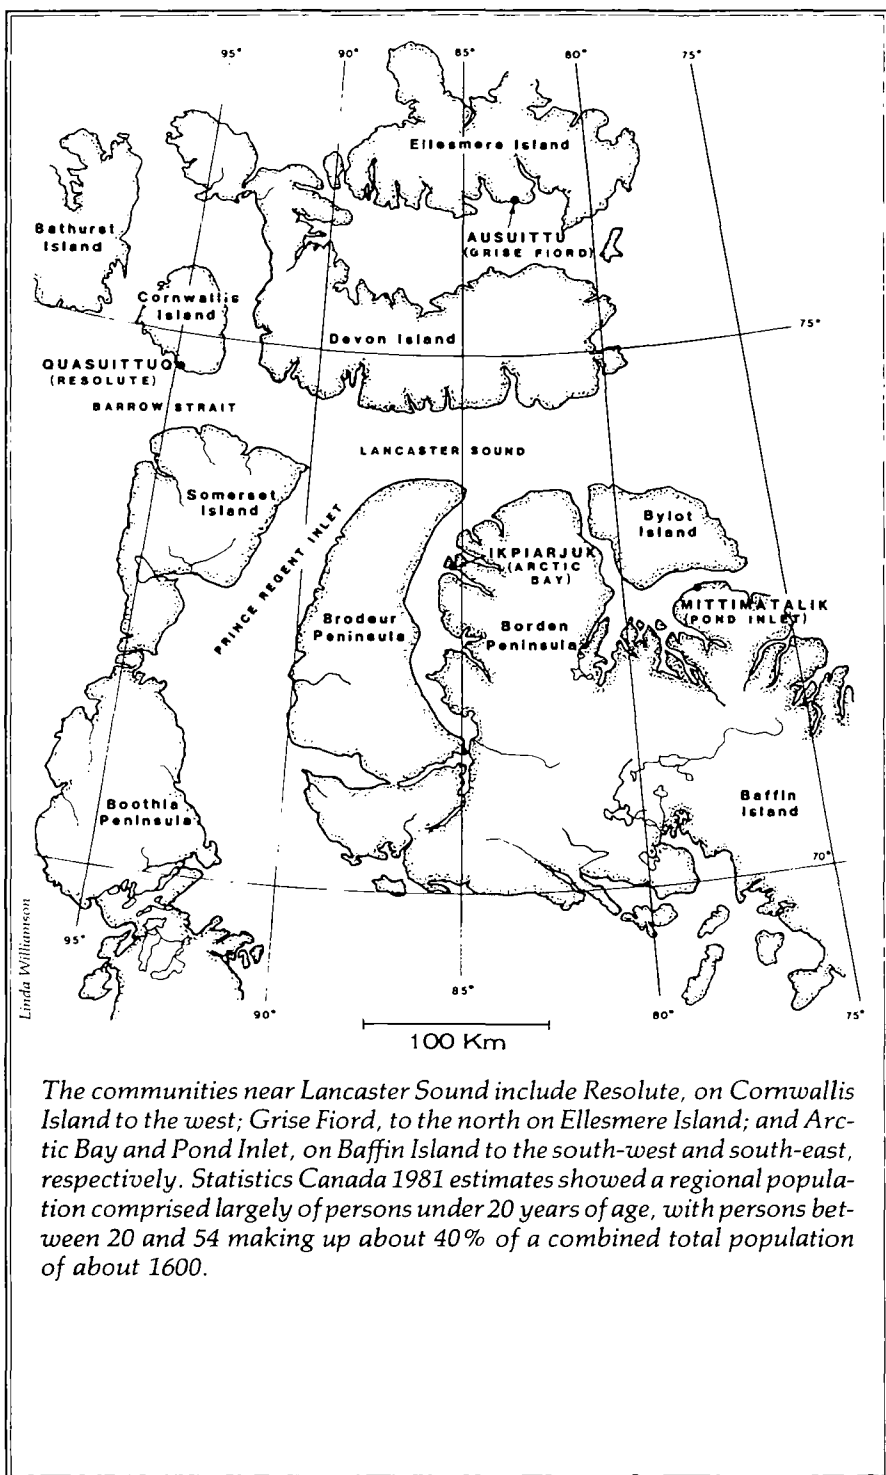 95°
90°
85°
80°
75°
Ellesmere Island
Bathurst
Island
AUSUITTU
(GRISE FIORD)
Cornwallis
Island
Devon Island
75°
QUASUITTUQ
(RESOLUTE)
BARROW STRAIT
LANCASTER SOUND
Somerset
Island
Bylot
Island
PRINCE REGENT INLET
IKPIARJUK
(ARCTIC
BAY)
MITTIMATALIK
(POND INLET)
Brodeur
Peninsula
Borden
Peninsula
Boothia
Peninsula
Baffin
Island
70°
Linda Williamson
95°
90°
85°
80°
75°
100 Km
The communities near Lancaster Sound include Resolute, on Cornwallis
Island to the west; Grise Fiord, to the north on Ellesmere Island; and Arc-
tic Bay and Pond Inlet, on Baffin Island to the south-west and south-east,
respectively. Statistics Canada 1981 estimates showed a regional popula-
tion comprised largely of persons under 20 years of age, with persons bet-
ween 20 and 54 making up about 40% of a combined total population
of about 1600.